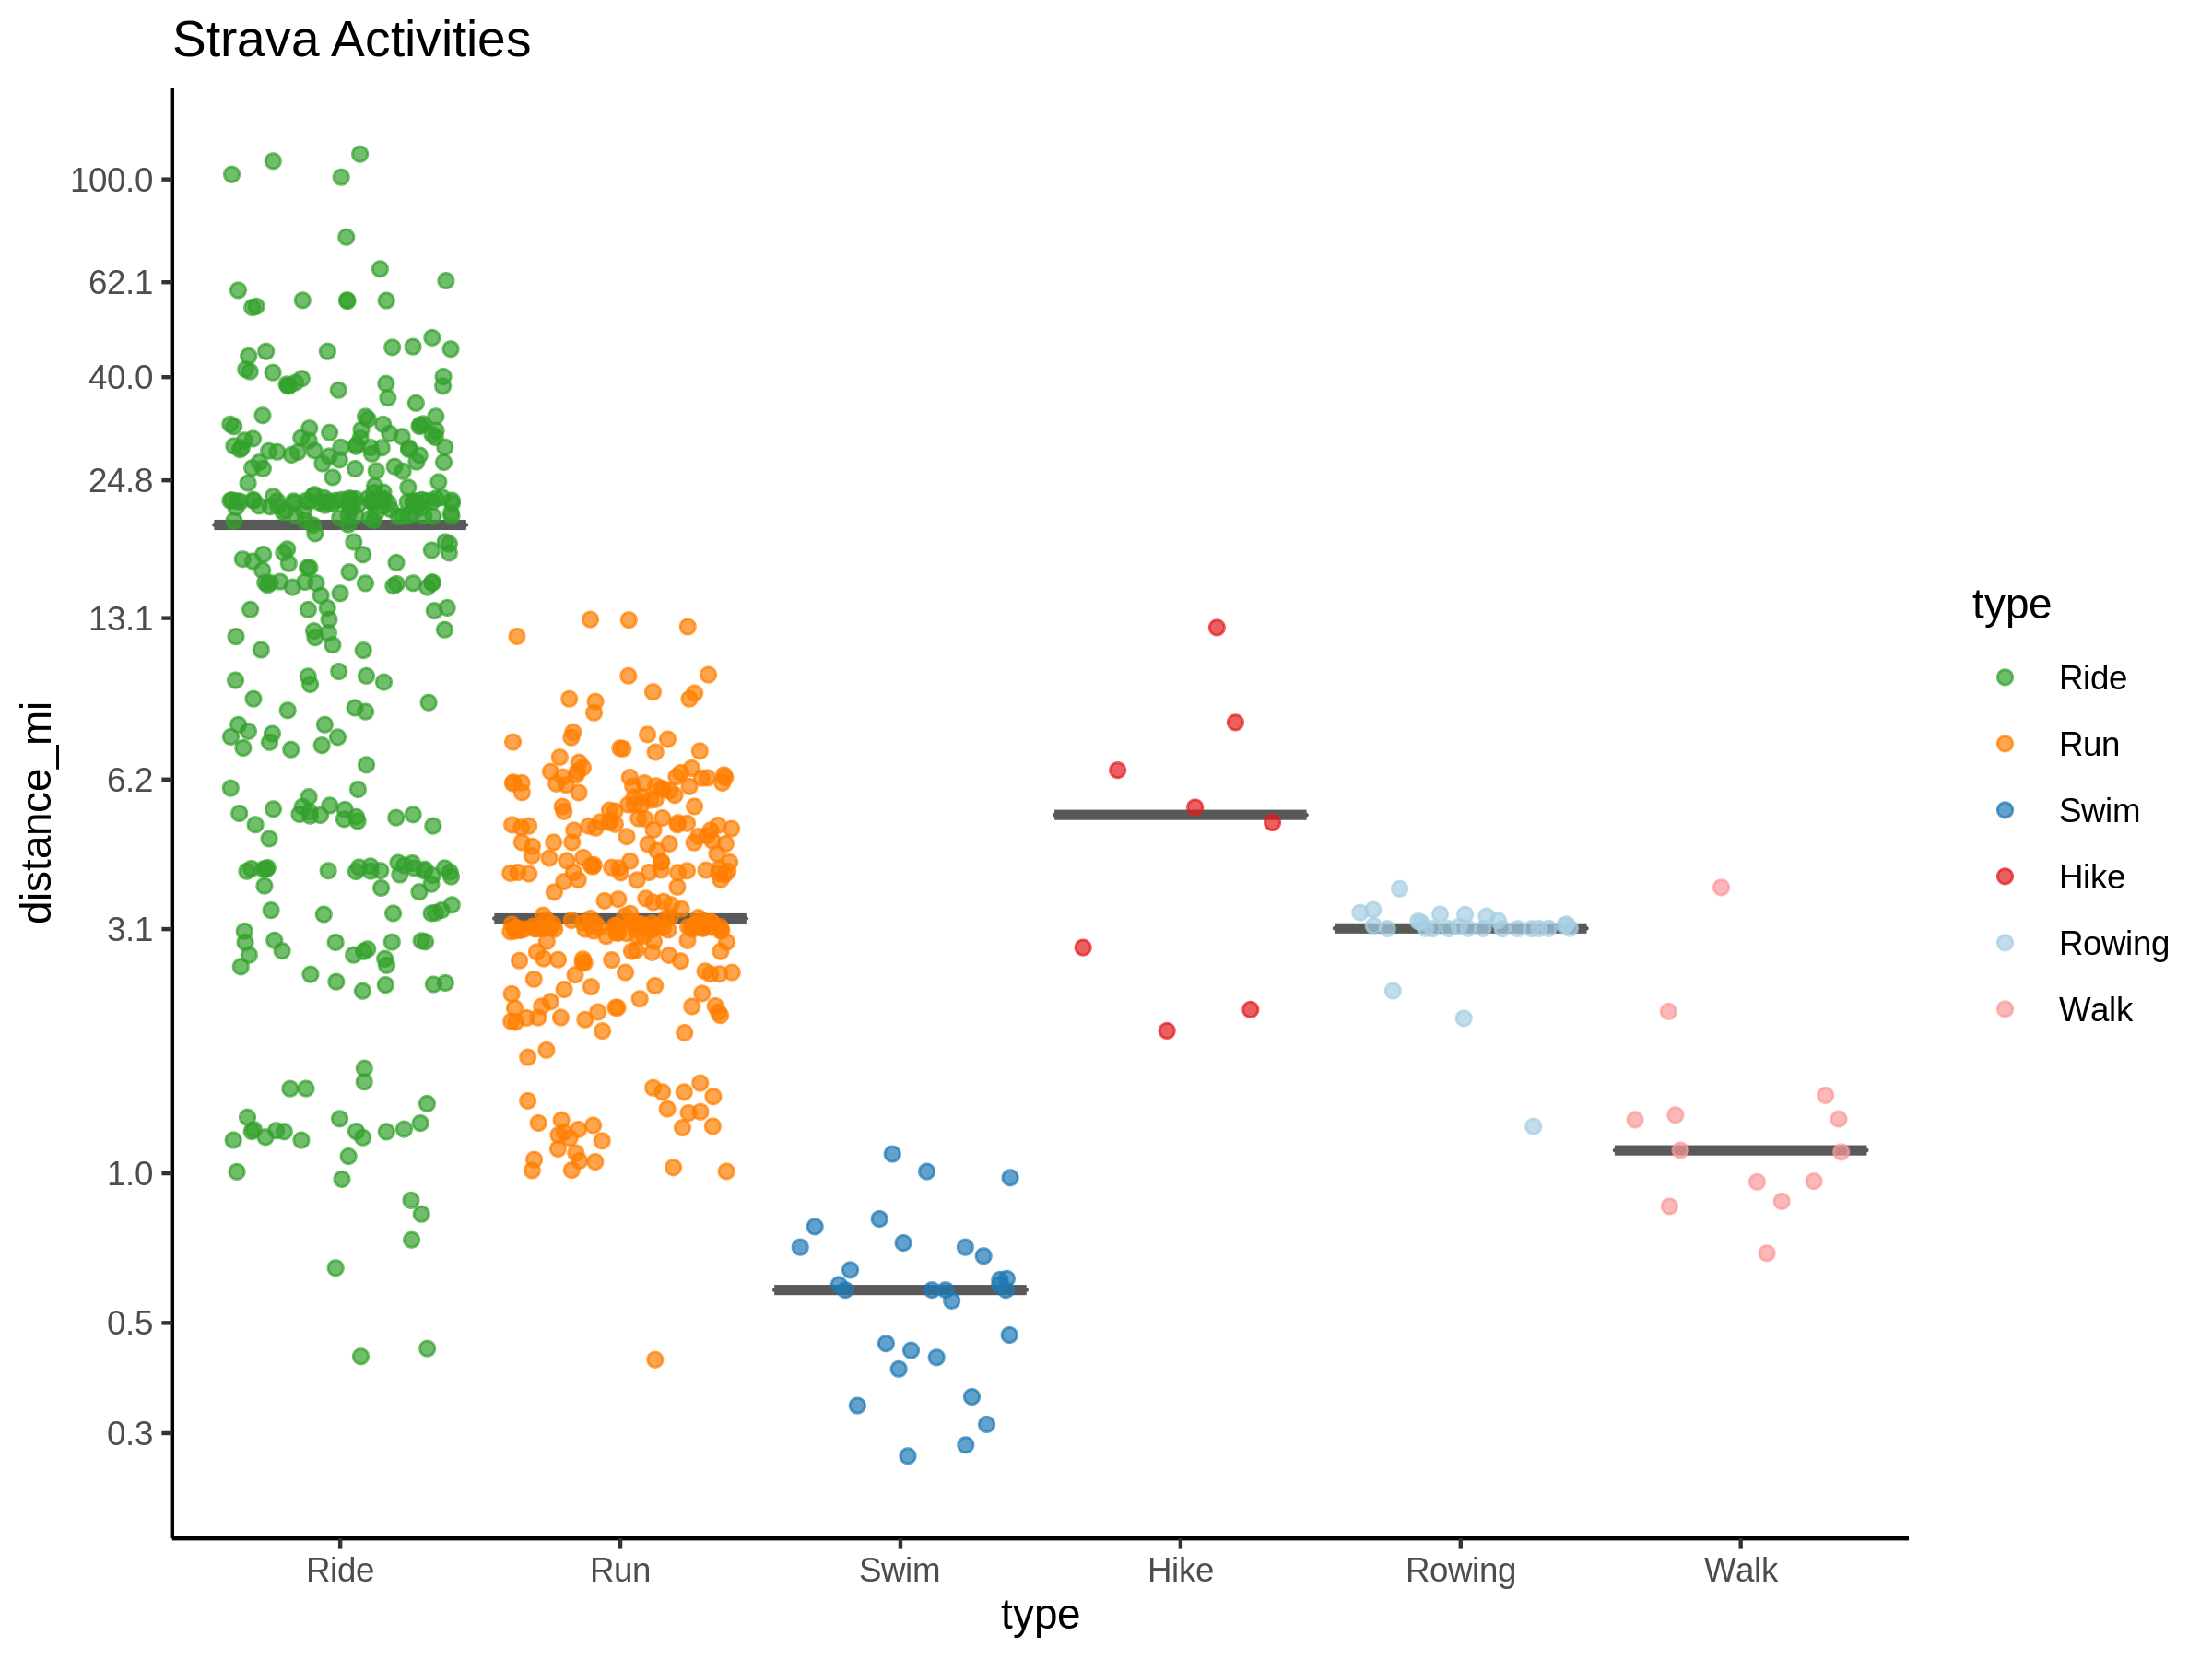 Strava Activities
distance_mi
100.0
62.1
40.0
24.8
13.1
6.2
3.1
1.0
0.5
0.3
Ride Run Swim Hike Rowing Walk
type
type
Ride
Run
Swim
Hike
Rowing
Walk